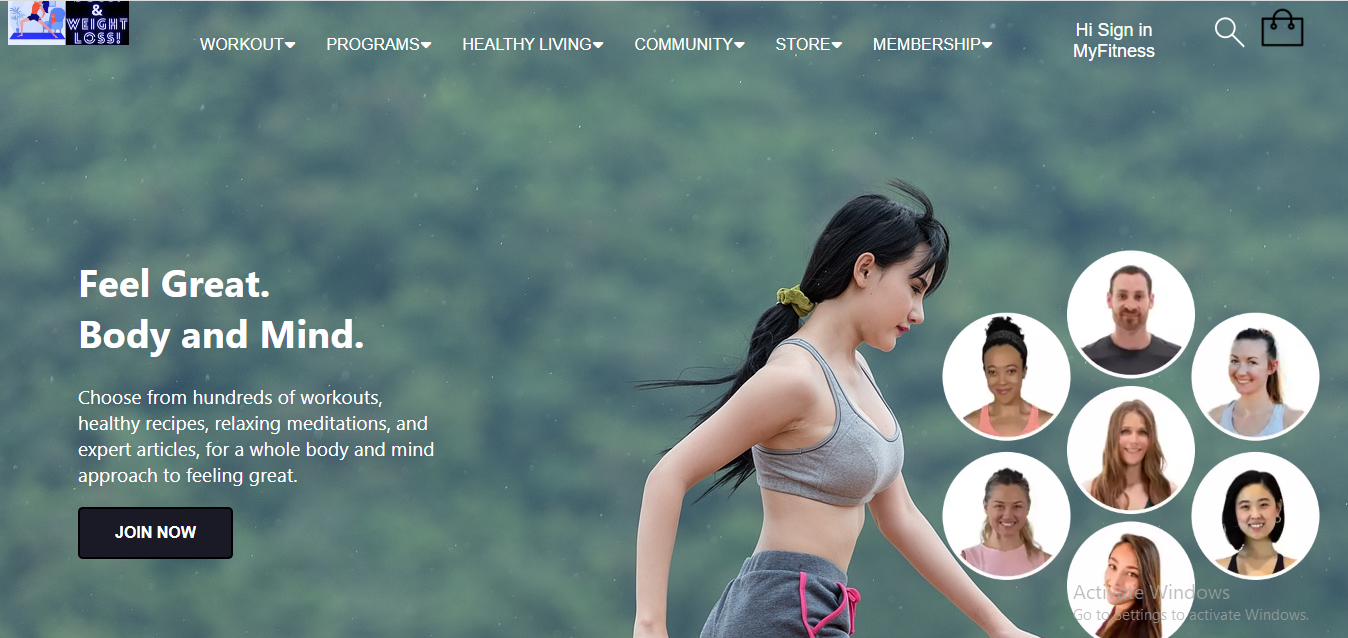 &
WEIGHT
LOSS!
WORKOUT PROGRAMS HEALTHY LIVING COMMUNITY STORE MEMBERSHIP
Hi Sign in
MyFitness
Feel Great.
Body and Mind.
Choose from hundreds of workouts,
healthy recipes, relaxing meditations, and
expert articles, for a whole body and mind
approach to feeling great.
JOIN NOW
Activate Windows
Go to Settings to activate Windows.